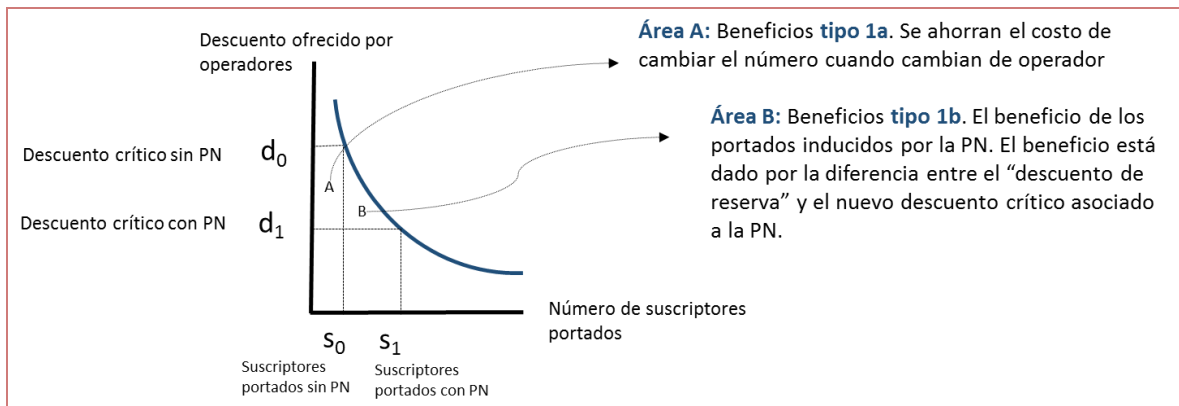 Descuento ofrecido por
operadores
Área A: Beneficios tipo 1a. Se ahorran el costo de
cambiar el número cuando cambian de operador
Área B: Beneficios tipo 1b. El beneficio de los
portados inducidos por la PN. El beneficio está
dado por la diferencia entre el “descuento de
reserva” y el nuevo descuento crítico asociado
a la PN.
Descuento crítico sin PN
d0
A
B
Descuento crítico con PN
d1
Número de suscriptores
portados
s0
s1
Suscriptores
portados sin PN
Suscriptores
portados con PN